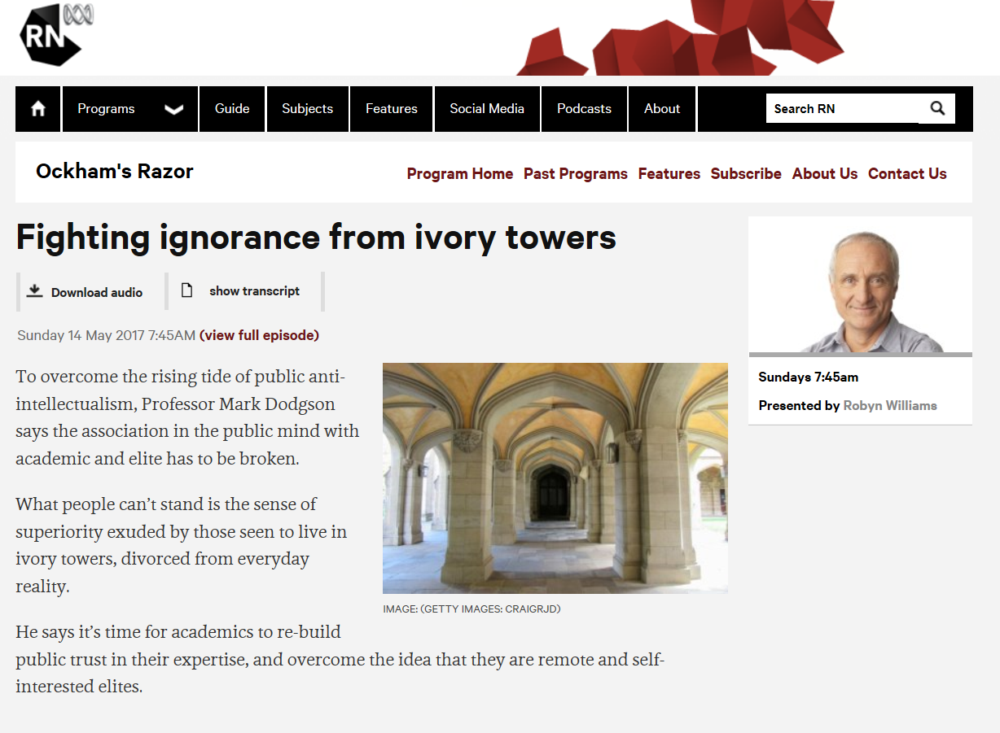 RN
Programs
Guide
Subjects
Features
Social Media
Podcasts
About
Search RN
Ockham's Razor
Program Home
Past Programs
Features
Subscribe
About Us
Contact Us
Fighting ignorance from ivory towers
Download audio
show transcript
Sunday 14 May 2017 7:45AM (view full episode)
To overcome the rising tide of public anti-
intellectualism, Professor Mark Dodgson
says the association in the public mind with
academic and elite has to be broken.
What people can’t stand is the sense of
superiority exuded by those seen to live in
ivory towers, divorced from everyday
reality.
IMAGE: (GETTY IMAGES: CRAIGRJD)
He says it’s time for academics to re-build
public trust in their expertise, and overcome the idea that they are remote and self-
interested elites.
Sundays 7:45am
Presented by Robyn Williams